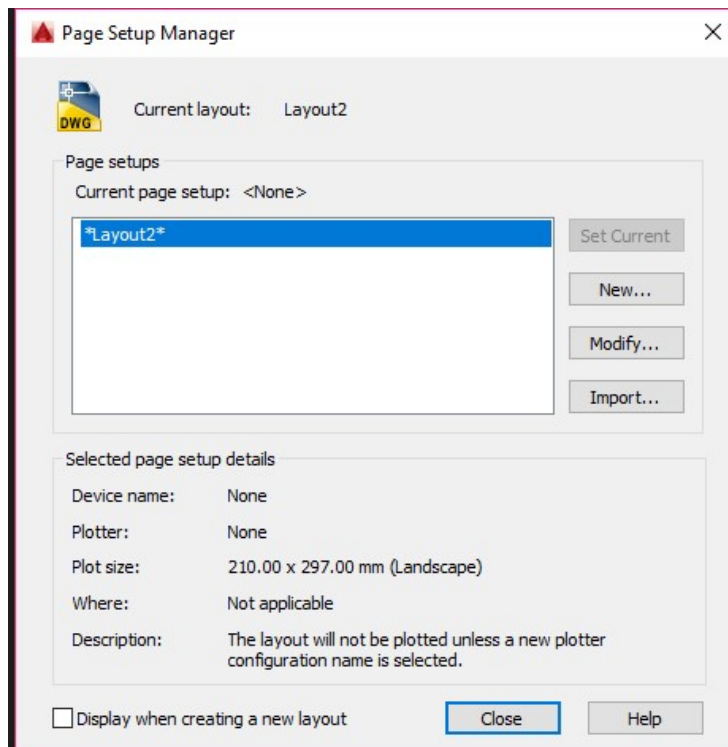 Page Setup Manager
DWG
Current layout: Layout2
Page setups
Current page setup: <None>
*Layout2*
Set Current
New...
Modify...
Import...
Selected page setup details
Device name: None
Plotter: None
Plot size: 210.00 x 297.00 mm (Landscape)
Where: Not applicable
Description: The layout will not be plotted unless a new plotter
configuration name is selected.
Display when creating a new layout
Close
Help